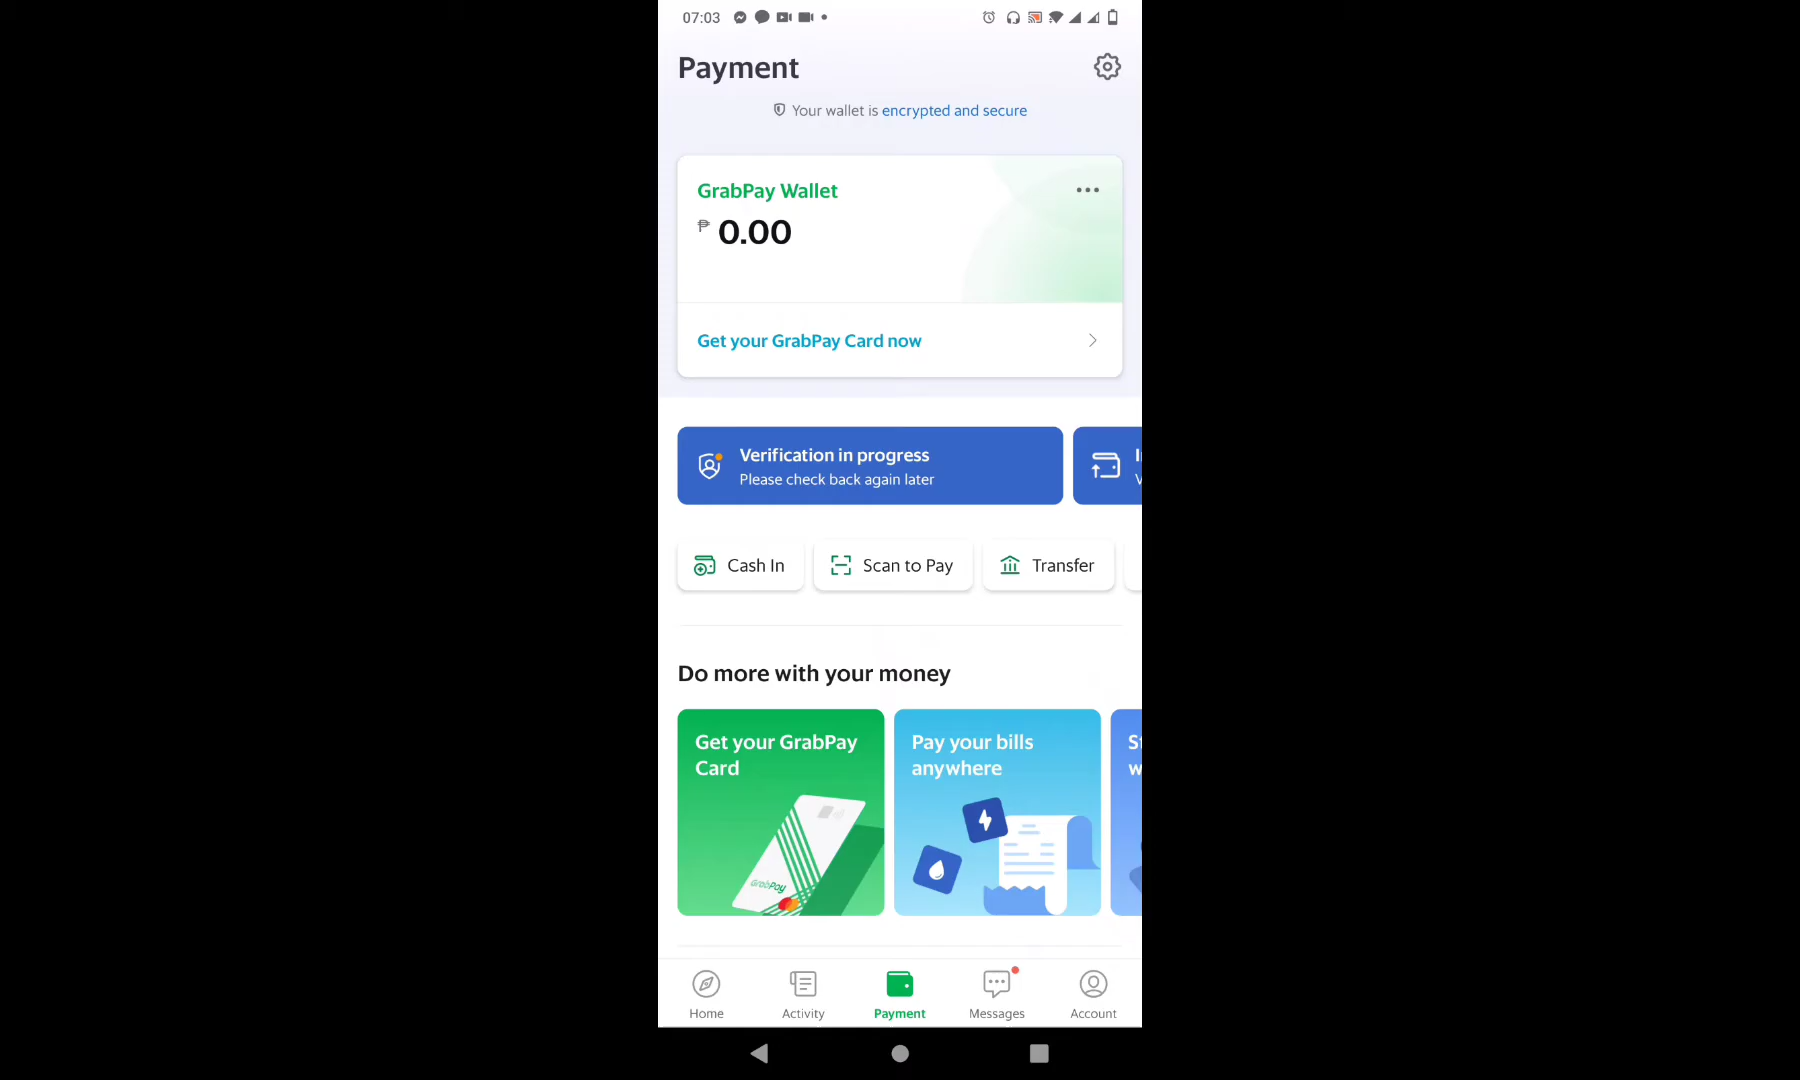 07:03
Payment
Your wallet is encrypted and secure
GrabPay Wallet
₱ 0.00
Get your GrabPay Card now
Verification in progress
Please check back again later
Cash In
Scan to Pay
Transfer
Do more with your money
Get your GrabPay
Card
GrabPay
Pay your bills
anywhere
Home
Activity
Payment
Messages
Account